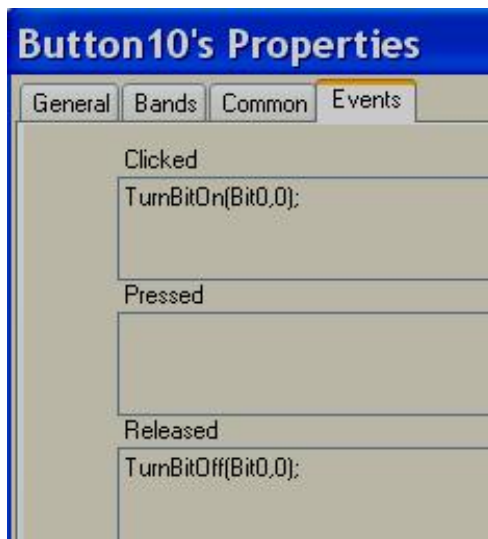 Button10's Properties
General Bands Common Events
Clicked
TurnBitOn(Bit0,0);
Pressed
Released
TurnBitOff(Bit0,0);